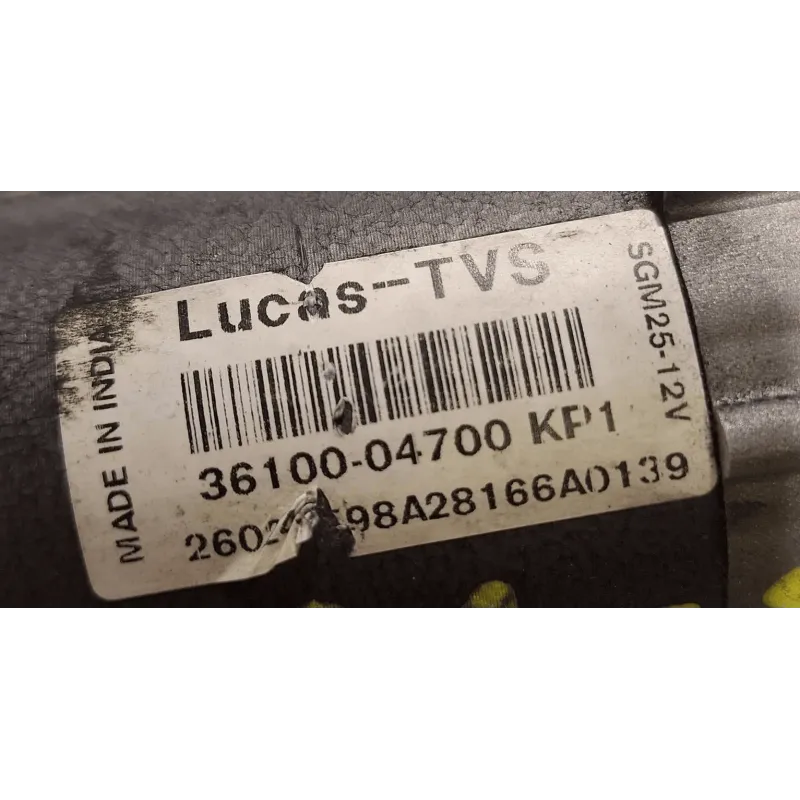 Lucas-TVS
MADE IN INDIA
SGM25-12V
36100-04700 KP1